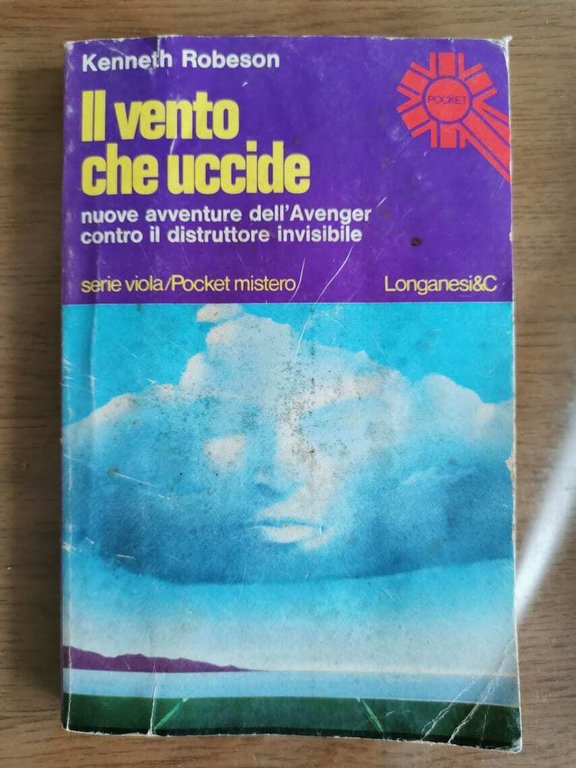 Kenneth Robeson
POCKET
Il vento
che uccide
nuove avventure dell'Avenger
contro il distruttore invisibile
serie viola/Pocket mistero
Longanesi&C